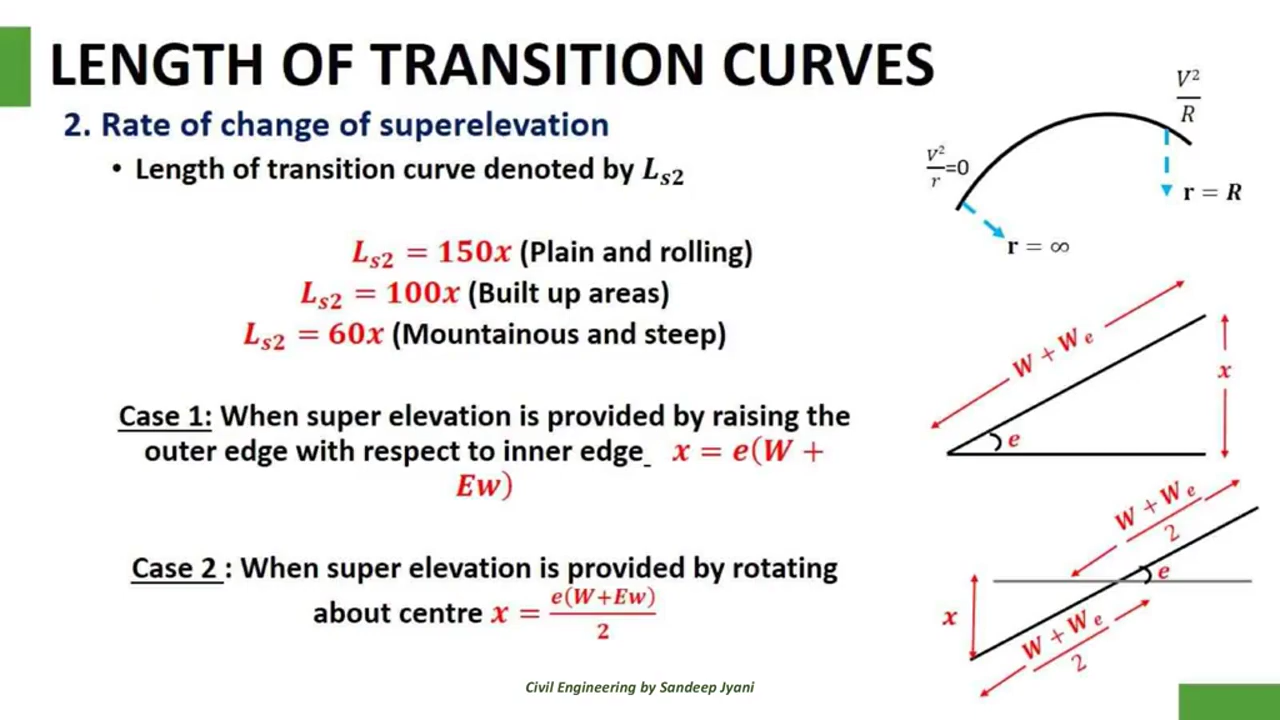 LENGTH OF TRANSITION CURVES
2. Rate of change of superelevation
• Length of transition curve denoted by Lₛ₂
Lₛ₂ = 150x (Plain and rolling)
Lₛ₂ = 100x (Built up areas)
Lₛ₂ = 60x (Mountainous and steep)
Case 1: When super elevation is provided by raising the
outer edge with respect to inner edge_ x = e(W +
Ew)
Case 2 : When super elevation is provided by rotating
about centre x = e(W+Ew)/2
V²/R
V²/r=0
r = R
r = ∞
W + Wₑ
x
e
(W + Wₑ)/2
e
x
(W + Wₑ)/2
Civil Engineering by Sandeep Jyani